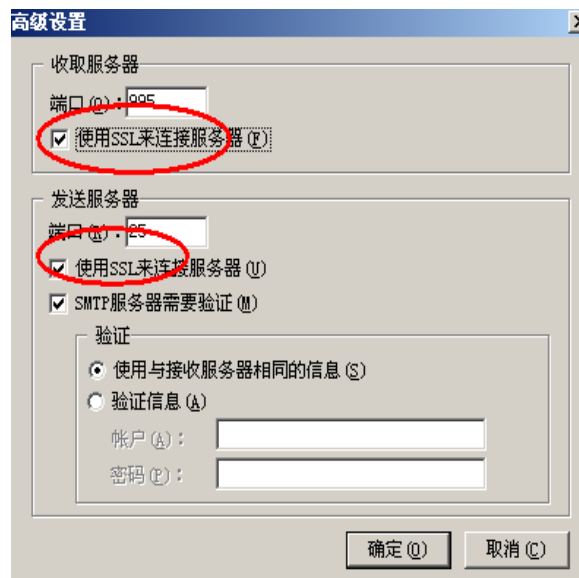 高级设置
收取服务器
端口(O):995
使用SSL来连接服务器(F)
发送服务器
端口(R):25
使用SSL来连接服务器(U)
SMTP服务器需要验证(M)
验证
使用与接收服务器相同的信息(S)
验证信息(A)
帐户(A):
密码(P):
确定(O) 取消(C)